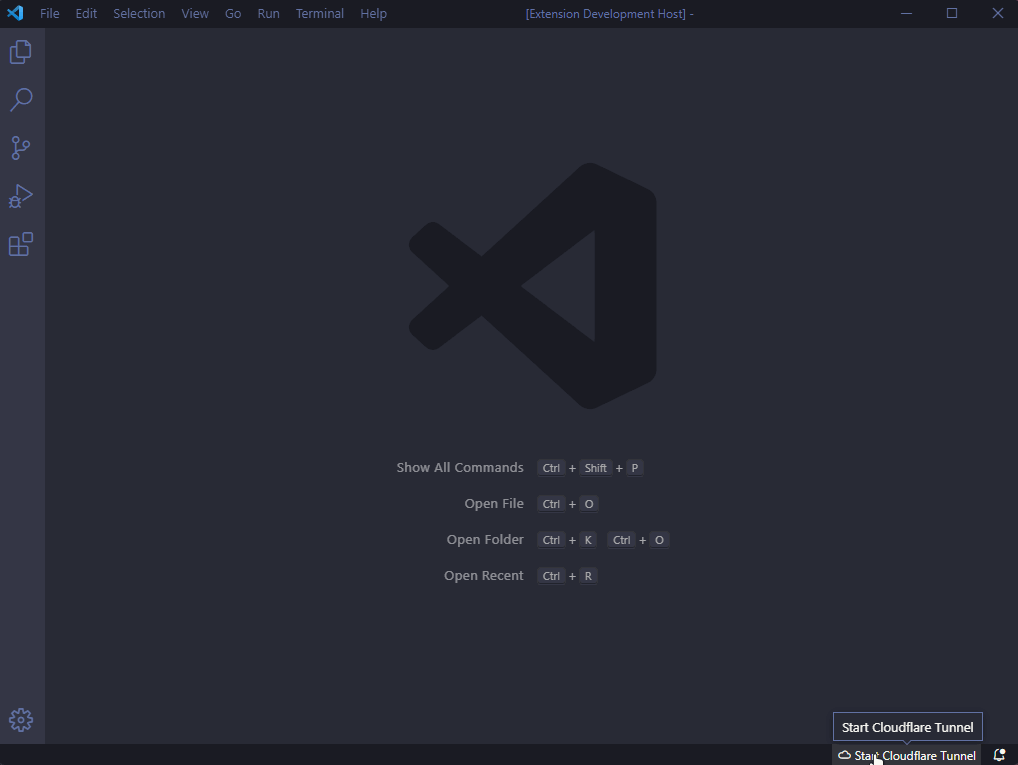 File Edit Selection View Go Run Terminal Help [Extension Development Host] -
Show All Commands Ctrl + Shift + P
Open File Ctrl + O
Open Folder Ctrl + K Ctrl + O
Open Recent Ctrl + R
Start Cloudflare Tunnel
Start Cloudflare Tunnel